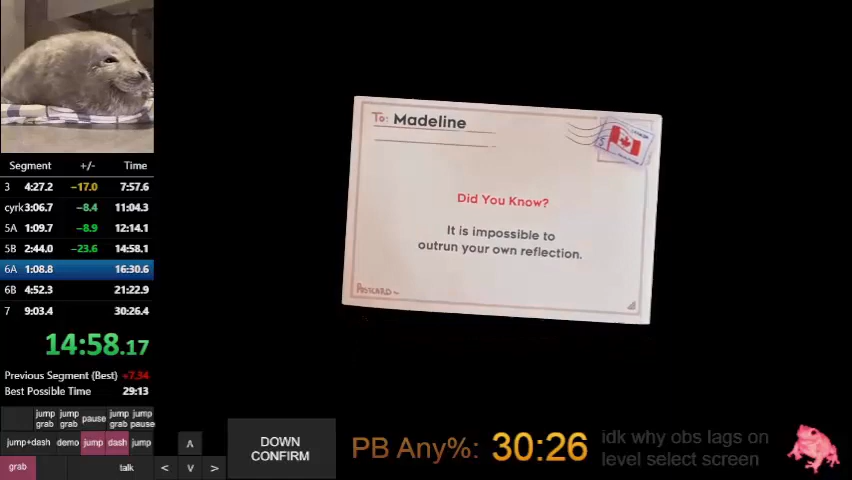 Segment +/- Time
3 4:27.2 −17.0 7:57.6
cyrk 3:06.7 −8.4 11:04.3
5A 1:09.7 −8.9 12:14.1
5B 2:44.0 −23.6 14:58.1
6A 1:08.8 16:30.6
6B 4:52.3 21:22.9
7 9:03.4 30:26.4
14:58.17
Previous Segment (Best) +7.34
Best Possible Time 29:13
jump grab jump grab pause jump grab jump pause
jump+dash demo jump dash jump
grab talk
To: Madeline
Did You Know?
It is impossible to
outrun your own reflection.
POSTCARD~
DOWN
CONFIRM
PB Any%: 30:26
idk why obs lags on
level select screen